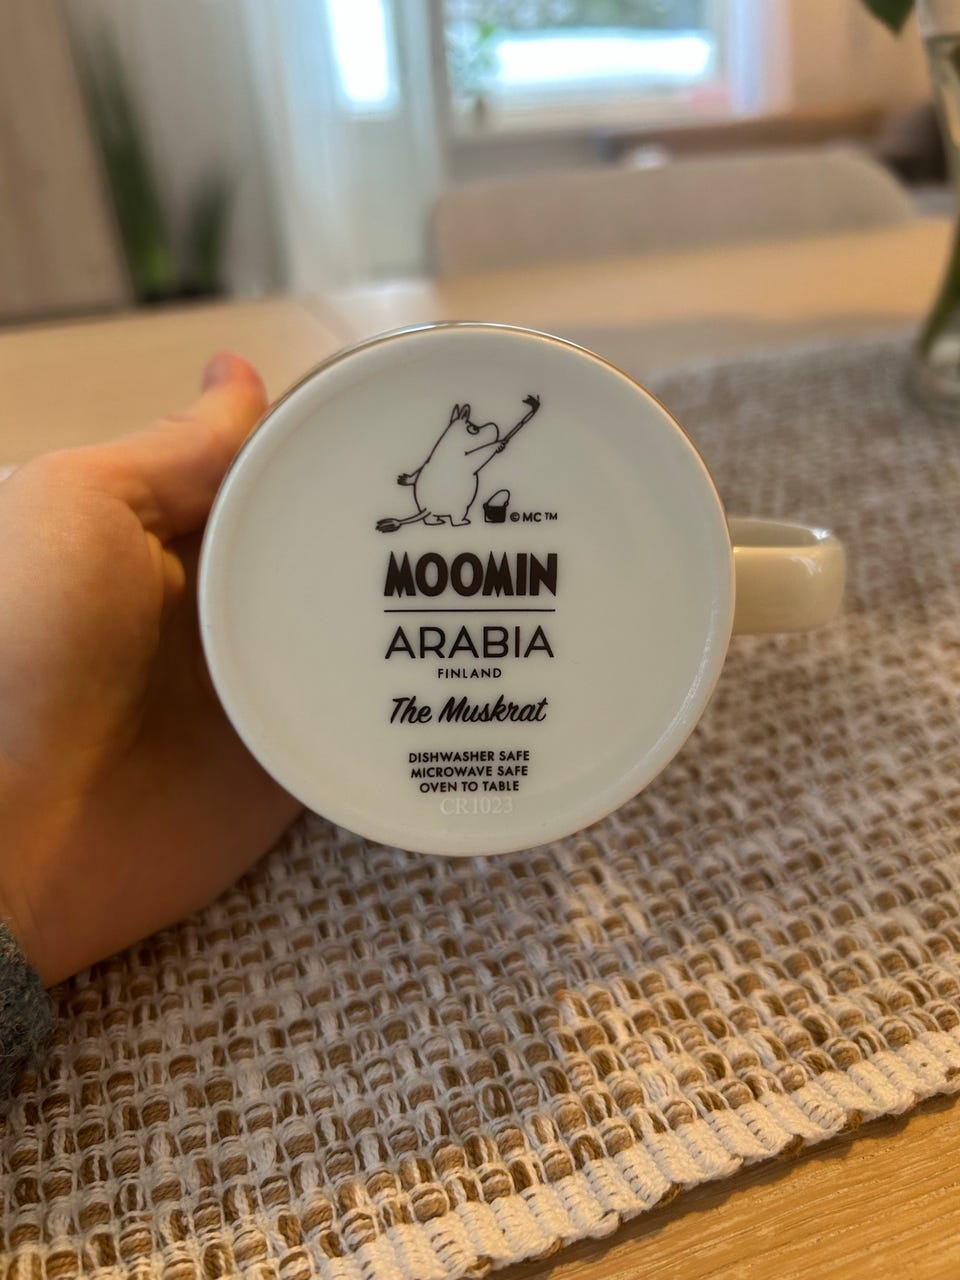 © MC ™
MOOMIN
ARABIA
FINLAND
The Muskrat
DISHWASHER SAFE
MICROWAVE SAFE
OVEN TO TABLE
CR1023